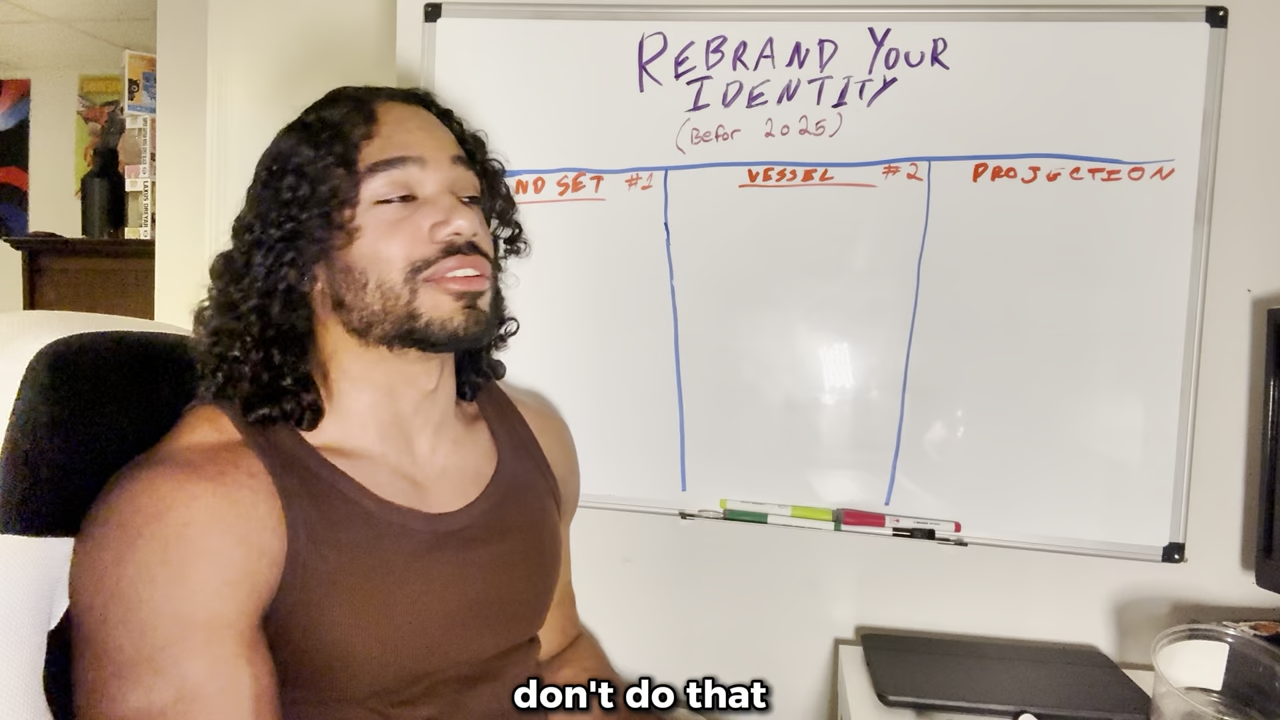 REBRAND YOUR
IDENTITY
(Befor 2025)
ND SET #1
VESSEL #2
PROJECTION
don't do that